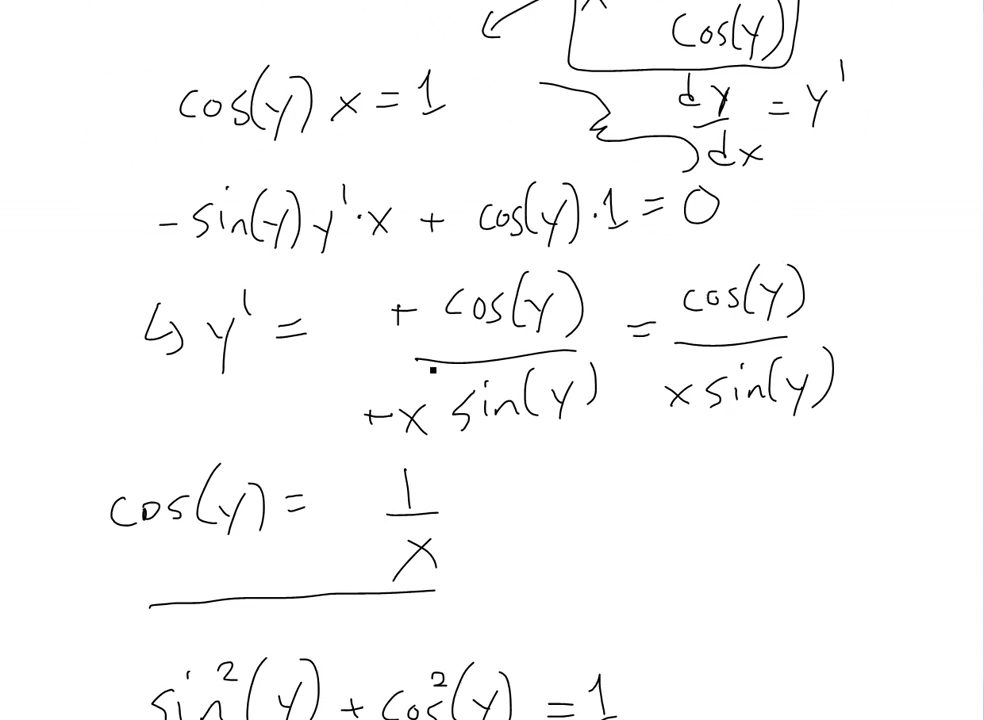 cos(y)
cos(y) x = 1
dy/dx = y'
-sin(y) y'·x + cos(y)·1 = 0
↳ y' = + cos(y) / +x sin(y) = cos(y) / x sin(y)
cos(y) = 1/x
sin²(y) + cos²(y) = 1